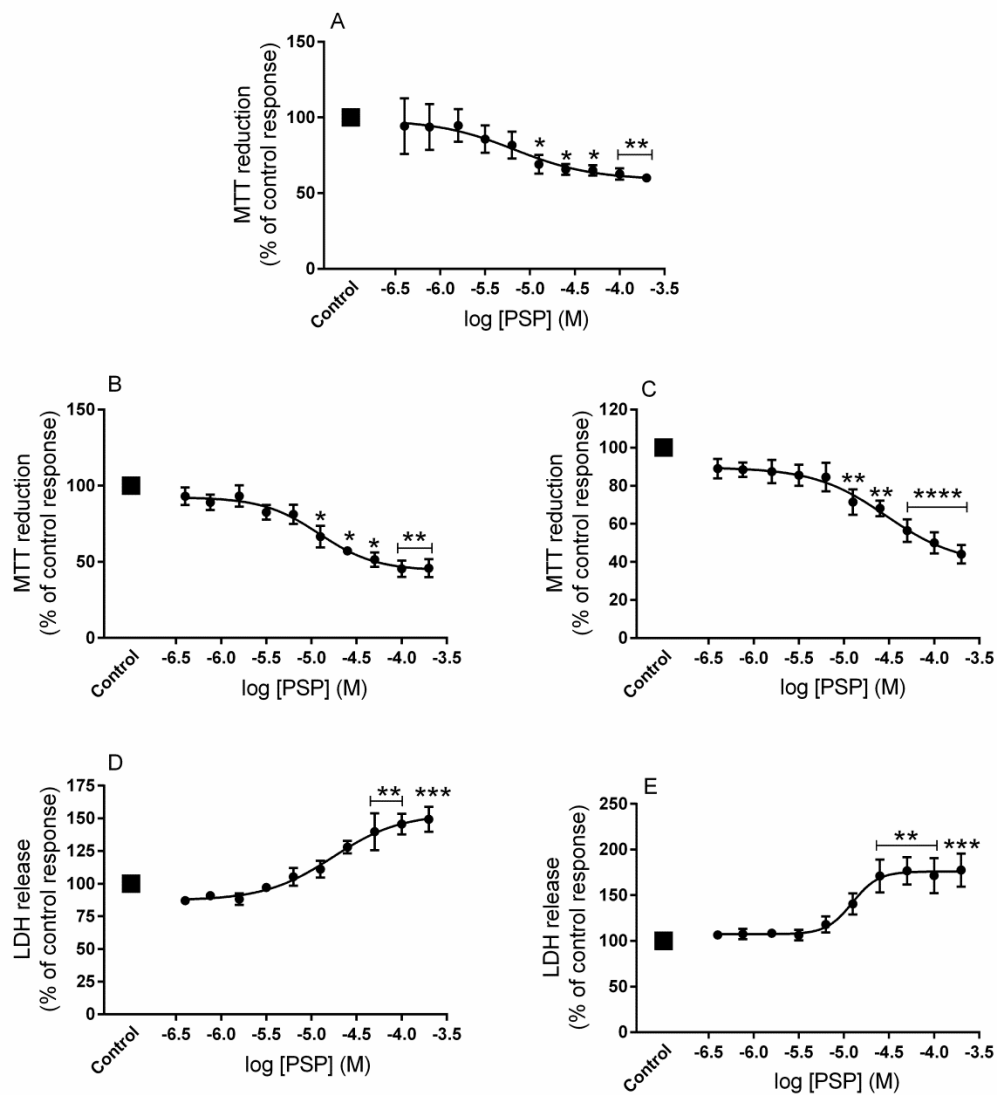 A
MTT reduction
(% of control response)
150
100
50
0
* * * **
Control -6.5 -6.0 -5.5 -5.0 -4.5 -4.0 -3.5
log [PSP] (M)
B
MTT reduction
(% of control response)
150
100
50
0
* * * **
Control -6.5 -6.0 -5.5 -5.0 -4.5 -4.0 -3.5
log [PSP] (M)
C
MTT reduction
(% of control response)
120
100
80
60
40
20
0
** ** ****
Control -6.5 -6.0 -5.5 -5.0 -4.5 -4.0 -3.5
log [PSP] (M)
D
LDH release
(% of control response)
175
150
125
100
75
50
25
0
** ***
Control -6.5 -6.0 -5.5 -5.0 -4.5 -4.0 -3.5
log [PSP] (M)
E
LDH release
(% of control response)
250
200
150
100
50
0
** ***
Control -6.5 -6.0 -5.5 -5.0 -4.5 -4.0 -3.5
log [PSP] (M)